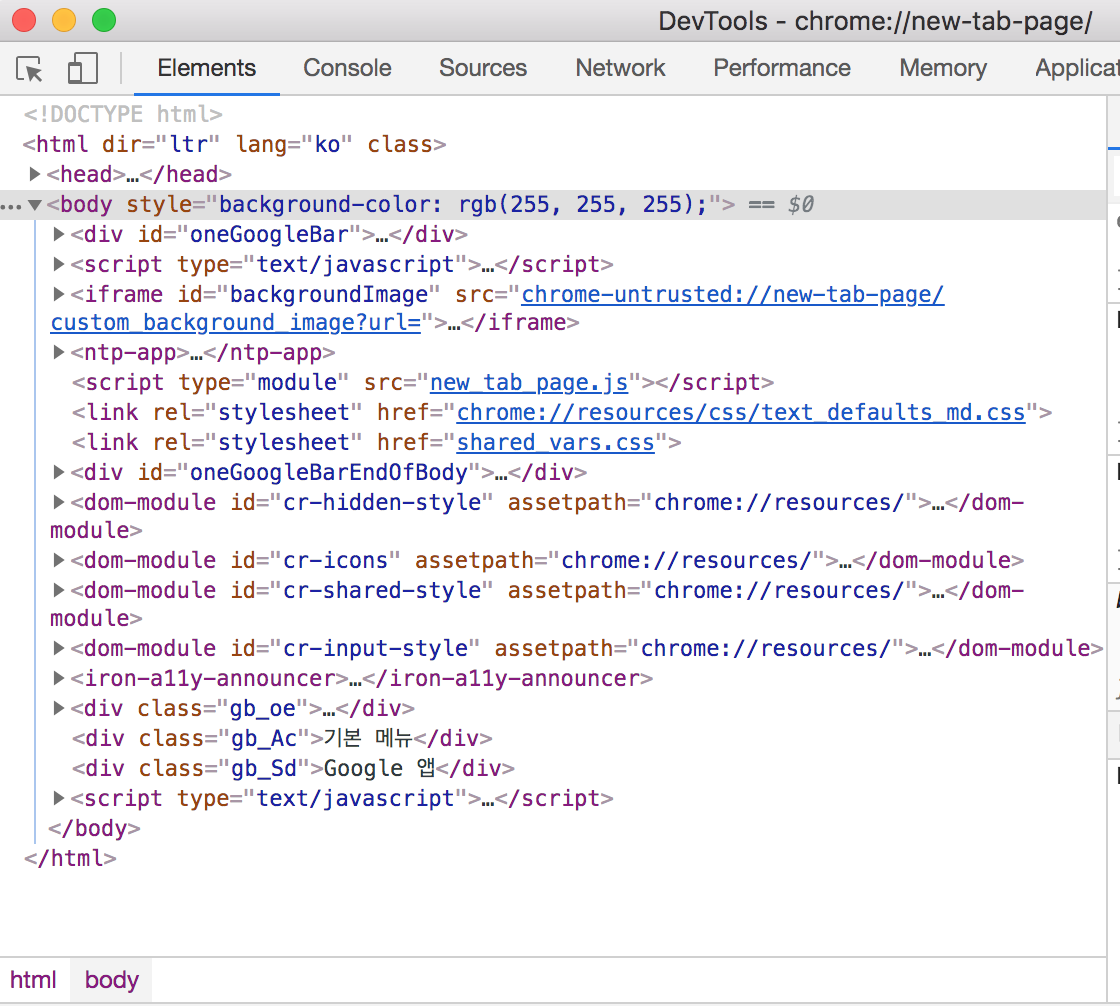 DevTools - chrome://new-tab-page/
Elements Console Sources Network Performance Memory Applicat
<!DOCTYPE html>
<html dir="ltr" lang="ko" class>
<head>…</head>
<body style="background-color: rgb(255, 255, 255);"> == $0
<div id="oneGoogleBar">…</div>
<script type="text/javascript">…</script>
<iframe id="backgroundImage" src="chrome-untrusted://new-tab-page/
custom_background_image?url=">…</iframe>
<ntp-app>…</ntp-app>
<script type="module" src="new_tab_page.js"></script>
<link rel="stylesheet" href="chrome://resources/css/text_defaults_md.css">
<link rel="stylesheet" href="shared_vars.css">
<div id="oneGoogleBarEndOfBody">…</div>
<dom-module id="cr-hidden-style" assetpath="chrome://resources/">…</dom-
module>
<dom-module id="cr-icons" assetpath="chrome://resources/">…</dom-module>
<dom-module id="cr-shared-style" assetpath="chrome://resources/">…</dom-
module>
<dom-module id="cr-input-style" assetpath="chrome://resources/">…</dom-module>
<iron-a11y-announcer>…</iron-a11y-announcer>
<div class="gb_oe">…</div>
<div class="gb_Ac">기본 메뉴</div>
<div class="gb_Sd">Google 앱</div>
<script type="text/javascript">…</script>
</body>
</html>
html body